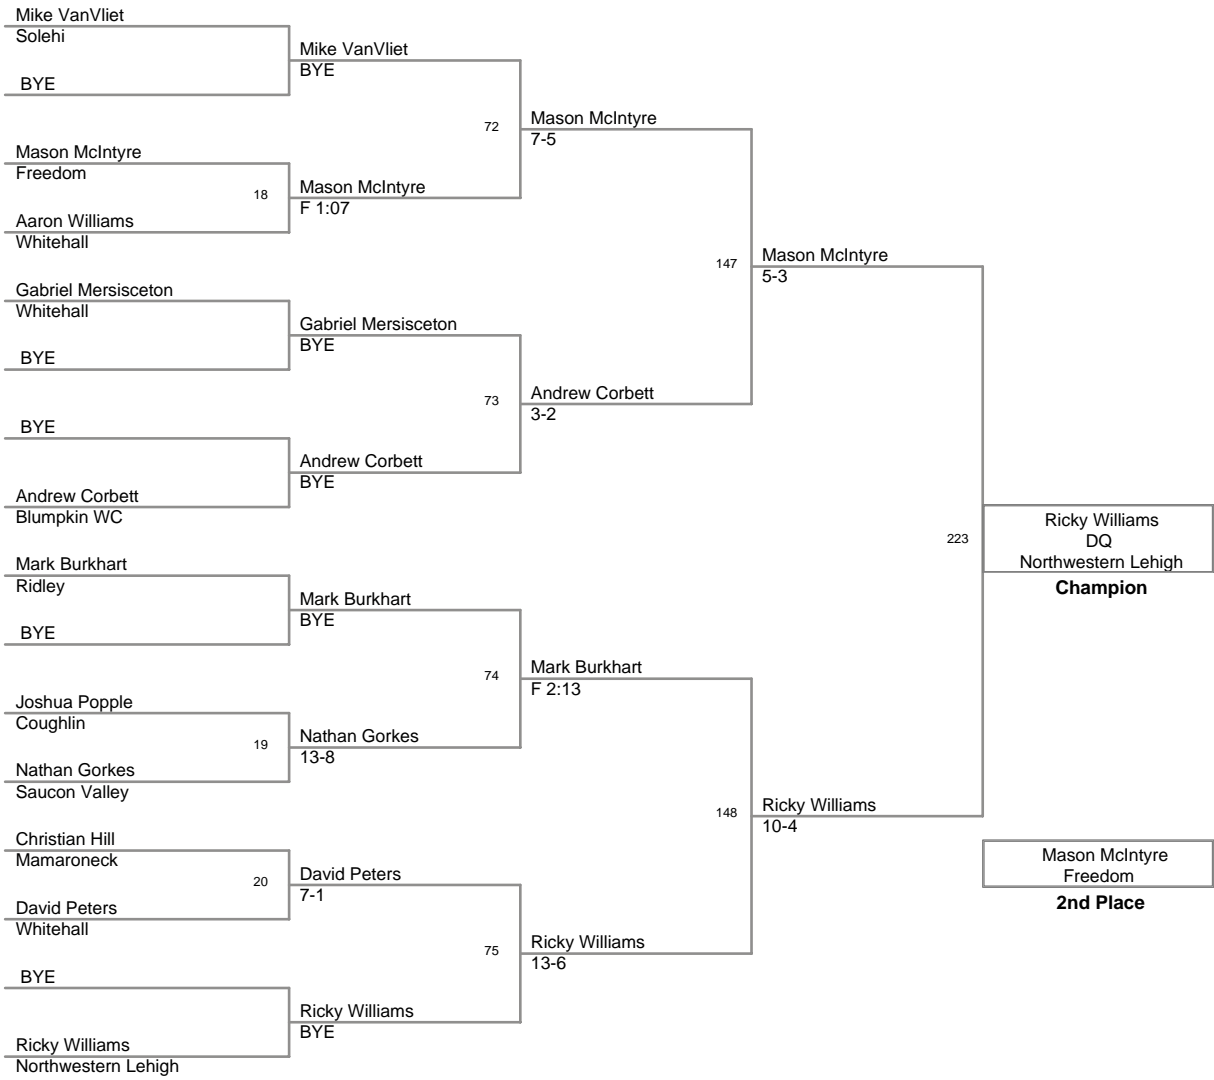 Mike VanVliet
Solehi
BYE
Mason McIntyre
Freedom
18
Aaron Williams
Whitehall
Gabriel Mersisceton
Whitehall
BYE
BYE
Andrew Corbett
Blumpkin WC
Mark Burkhart
Ridley
BYE
Joshua Popple
Coughlin
19
Nathan Gorkes
Saucon Valley
Christian Hill
Mamaroneck
20
David Peters
Whitehall
BYE
Ricky Williams
Northwestern Lehigh
Mike VanVliet
BYE
72
Mason McIntyre
F 1:07
Gabriel Mersisceton
BYE
73
Andrew Corbett
BYE
Mark Burkhart
BYE
74
Nathan Gorkes
13-8
David Peters
7-1
75
Ricky Williams
BYE
Mason McIntyre
7-5
147
Andrew Corbett
3-2
Mark Burkhart
F 2:13
148
Ricky Williams
13-6
Mason McIntyre
5-3
223
Ricky Williams
10-4
Ricky Williams
DQ
Northwestern Lehigh
Champion
Mason McIntyre
Freedom
2nd Place